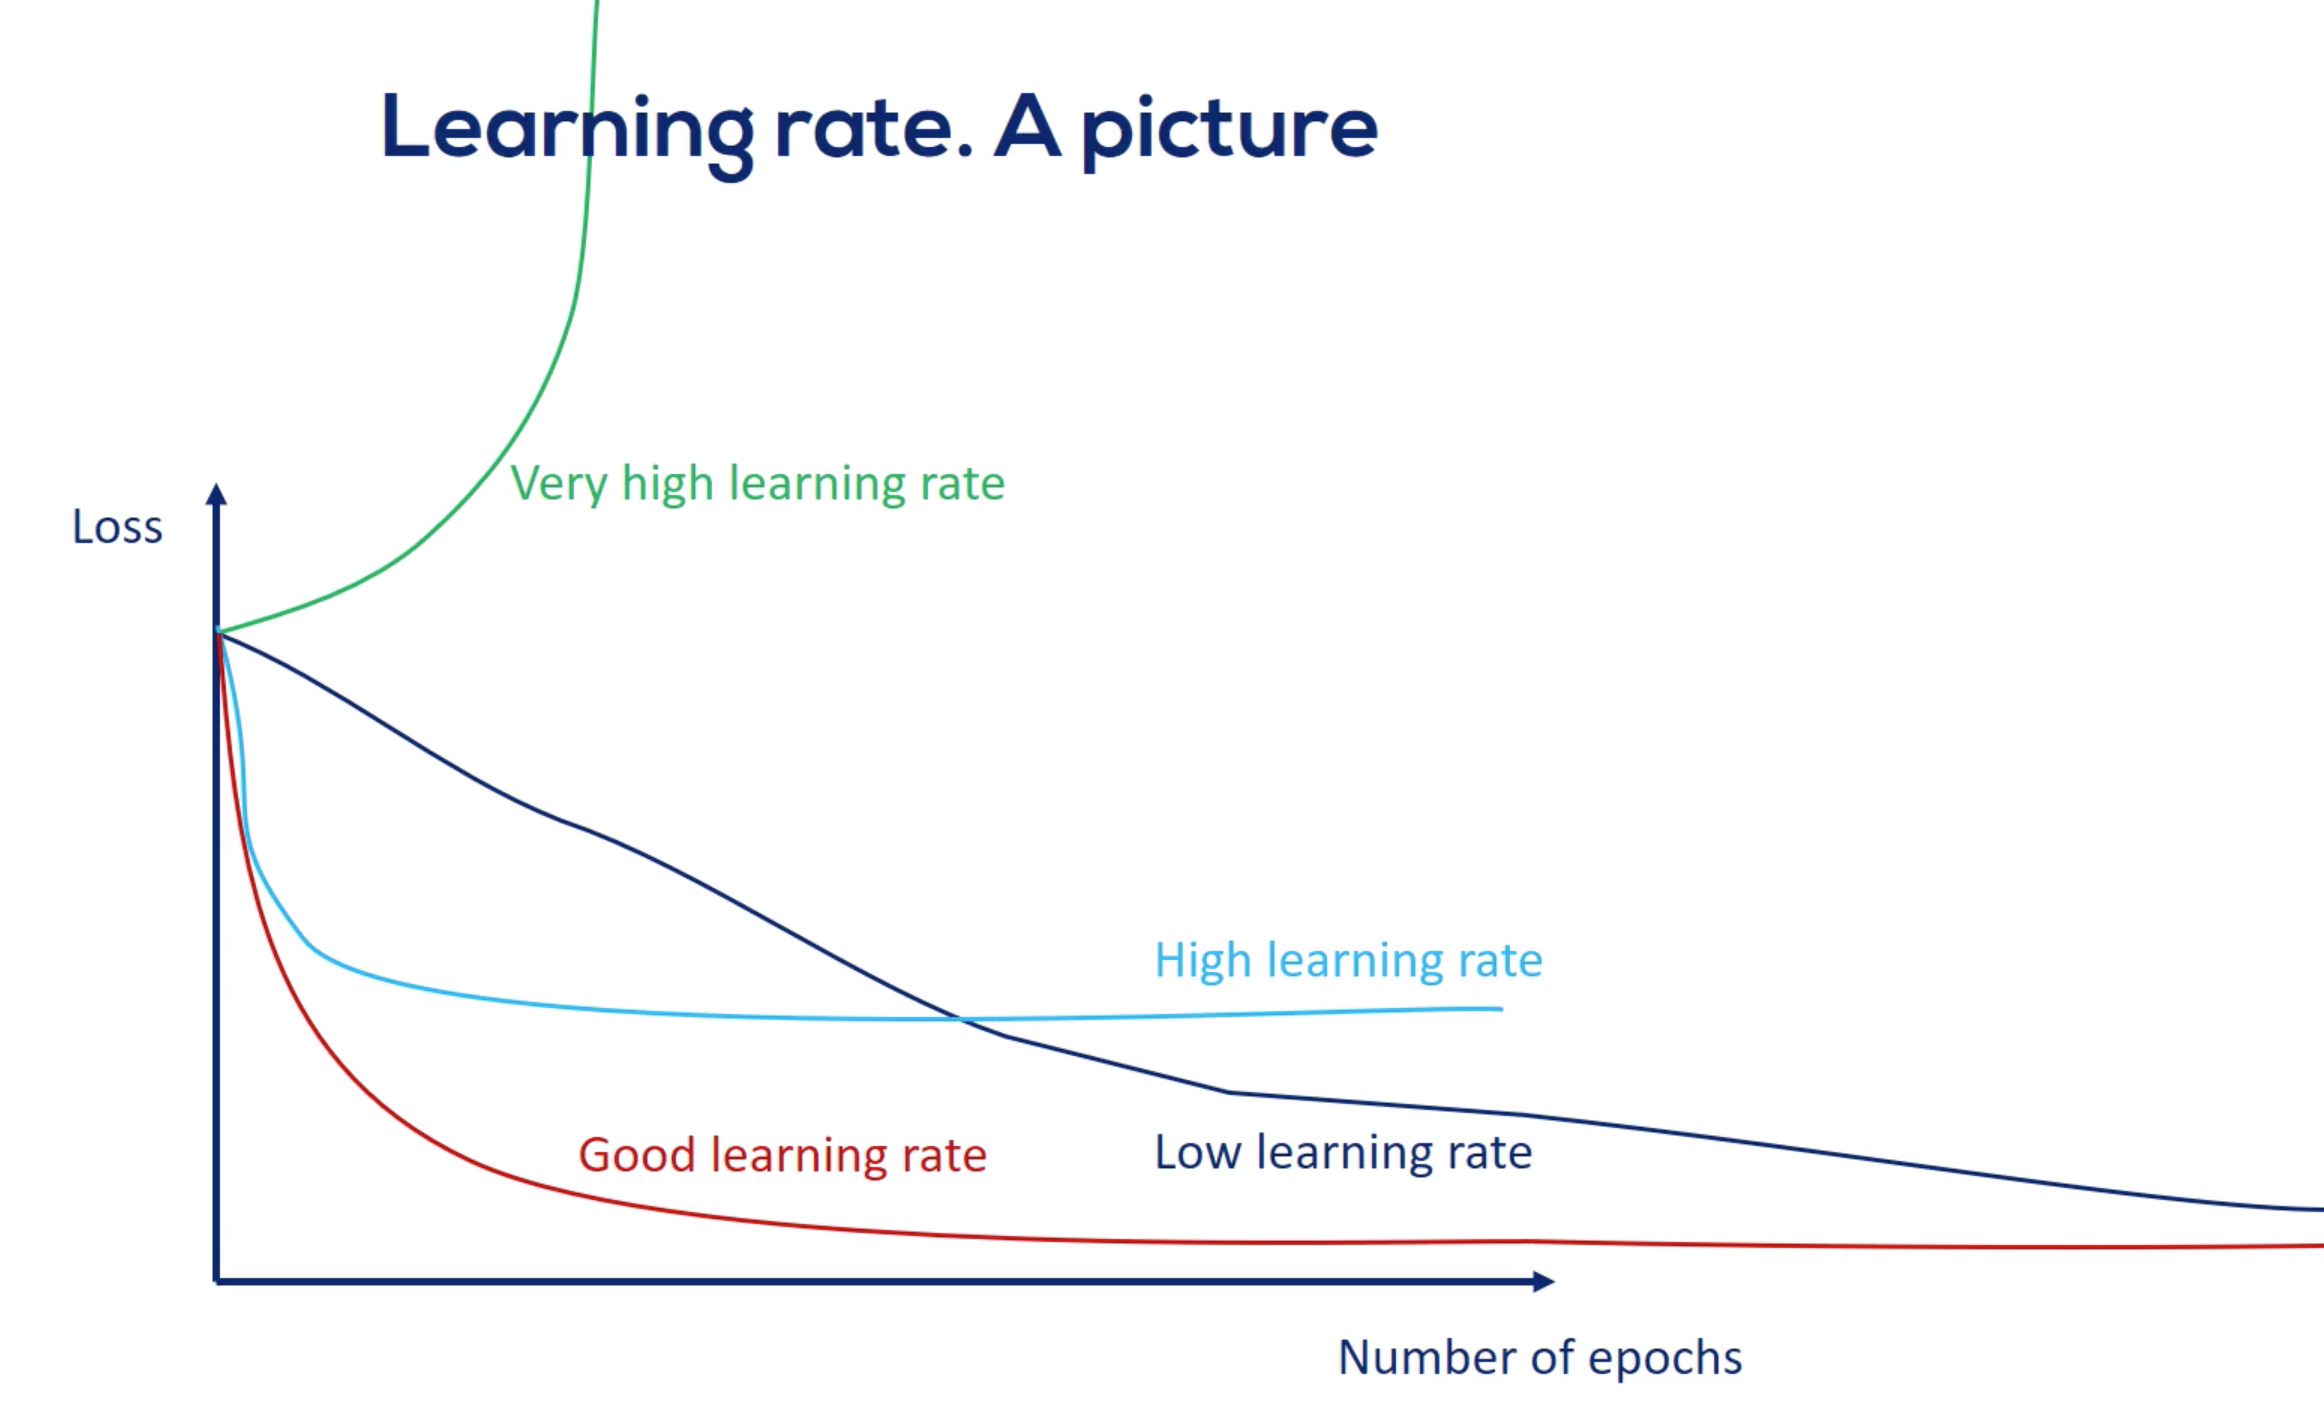 Learning rate. A picture
Very high learning rate
Loss
High learning rate
Good learning rate
Low learning rate
Number of epochs